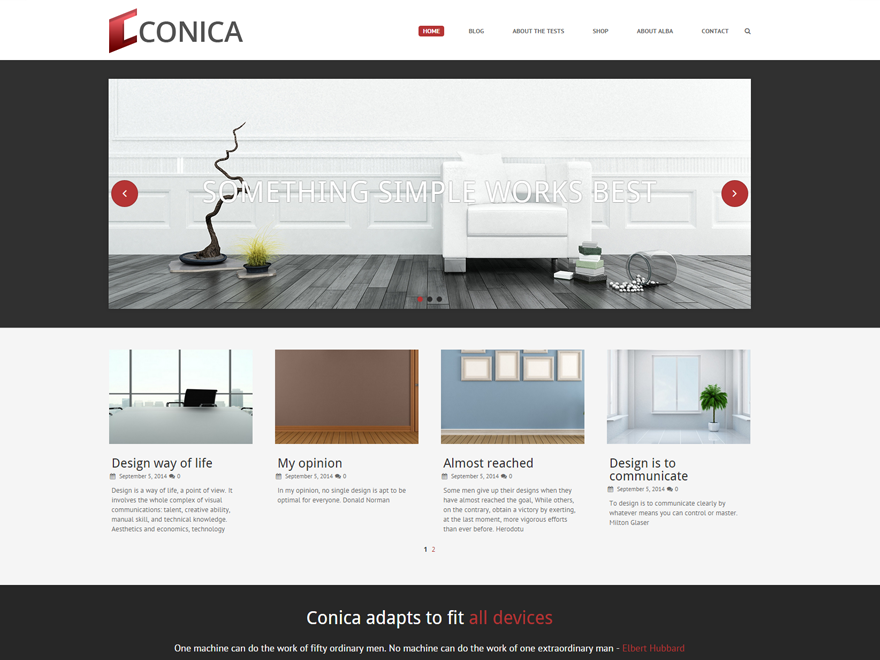 CONICA
HOME BLOG ABOUT THE TESTS SHOP ABOUT ALBA CONTACT
SOMETHING SIMPLE WORKS BEST
Design way of life
September 5, 2014 0
Design is a way of life, a point of view. It
involves the whole complex of visual
communications: talent, creative ability,
manual skill, and technical knowledge.
Aesthetics and economics, technology
My opinion
September 5, 2014 0
In my opinion, no single design is apt to be
optimal for everyone. Donald Norman
Almost reached
September 5, 2014 0
Some men give up their designs when they
have almost reached the goal, While others,
on the contrary, obtain a victory by exerting,
at the last moment, more vigorous efforts
than ever before. Herodotu
Design is to
communicate
September 5, 2014 0
To design is to communicate clearly by
whatever means you can control or master.
Milton Glaser
1 2
Conica adapts to fit all devices
One machine can do the work of fifty ordinary men. No machine can do the work of one extraordinary man - Elbert Hubbard